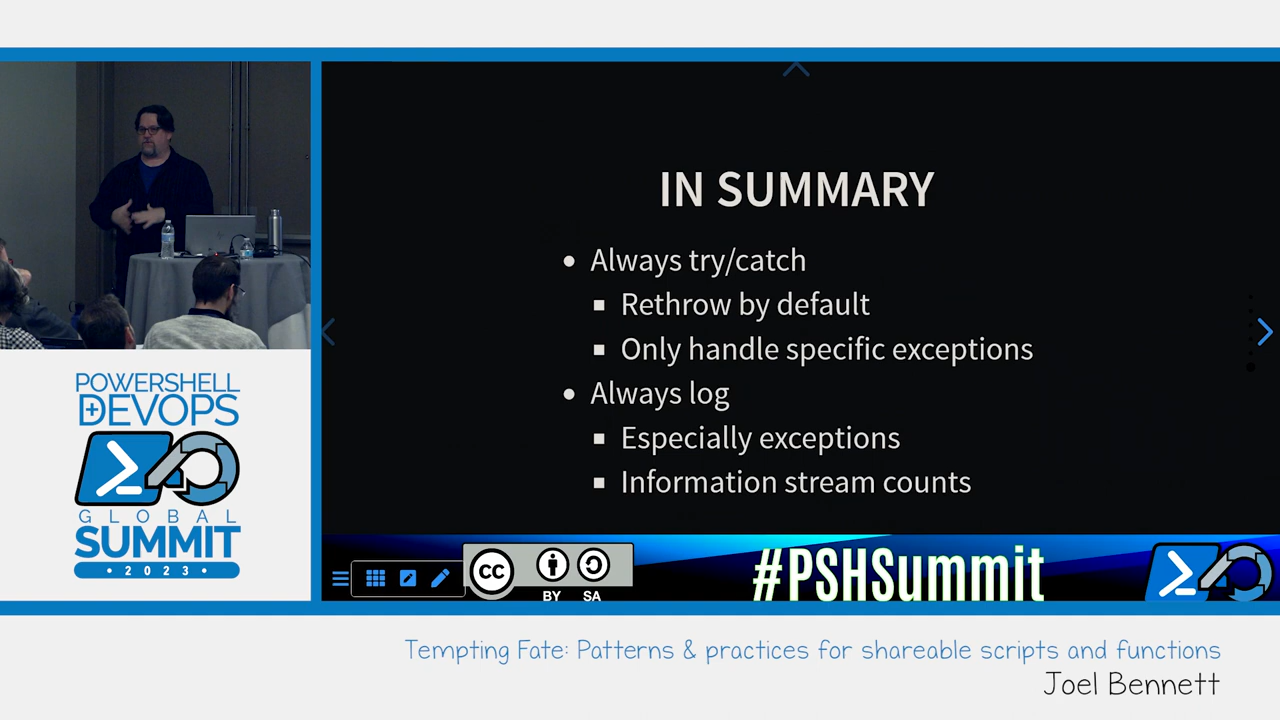 IN SUMMARY
Always try/catch
Rethrow by default
Only handle specific exceptions
Always log
Especially exceptions
Information stream counts
POWERSHELL
+DEVOPS
GLOBAL
SUMMIT
• 2023 •
CC
BY SA
#PSHSummit
Tempting Fate: Patterns & practices for shareable scripts and functions
Joel Bennett